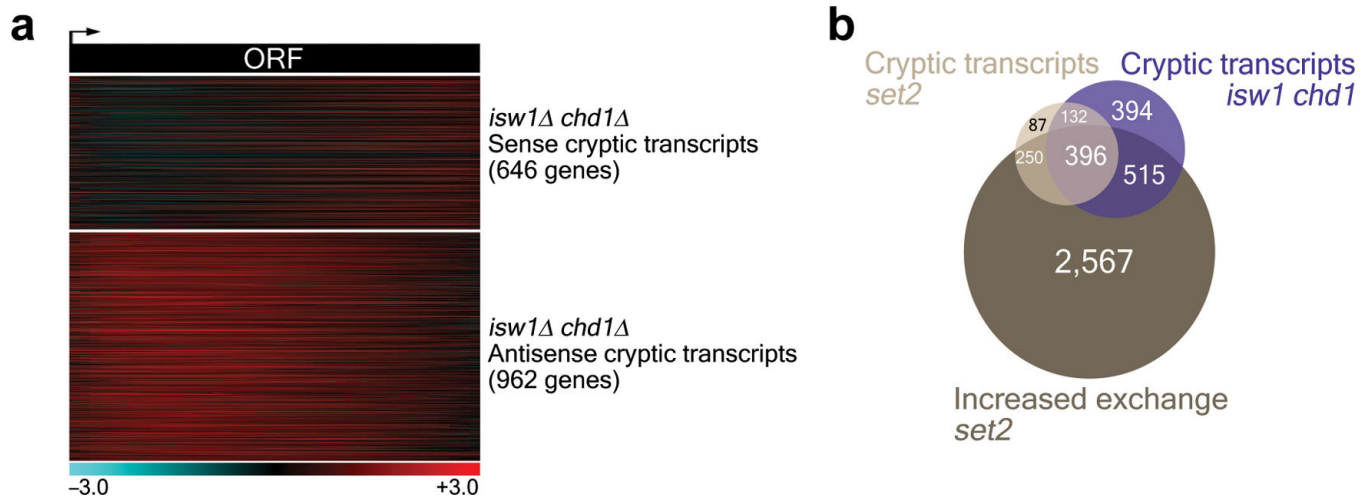 a
ORF
isw1Δ chd1Δ
Sense cryptic transcripts
(646 genes)
isw1Δ chd1Δ
Antisense cryptic transcripts
(962 genes)
−3.0
+3.0
b
Cryptic transcripts
set2
Cryptic transcripts
isw1 chd1
87
132
394
250
396
515
2,567
Increased exchange
set2